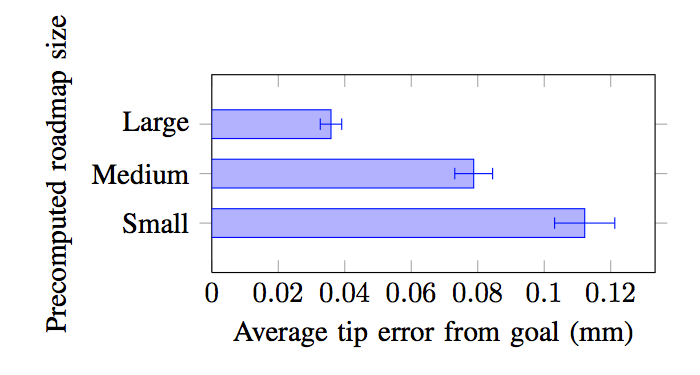 Precomputed roadmap size
Large
Medium
Small
0 0.02 0.04 0.06 0.08 0.1 0.12
Average tip error from goal (mm)